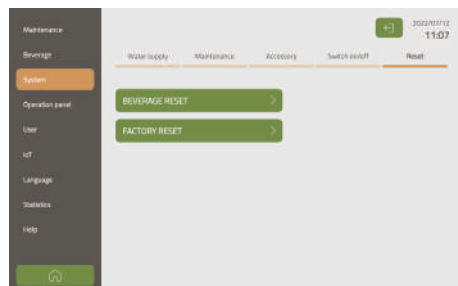 Maintenance
Beverage
System
Operation panel
User
IoT
Language
Statistics
Help
2022/07/12
11:07
Water supply
Maintenance
Accessory
Switch on/off
Reset
BEVERAGE RESET
FACTORY RESET